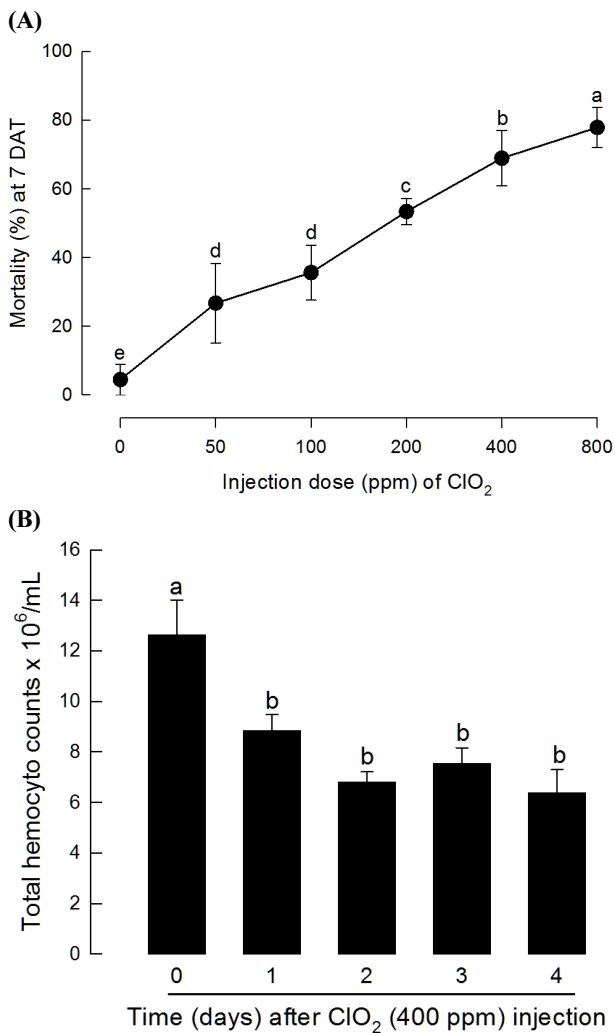 (A)
100
80
60
40
20
0
Mortality (%) at 7 DAT
e
d
d
c
b
a
0 50 100 200 400 800
Injection dose (ppm) of ClO₂
(B)
16
14
12
10
8
6
4
2
0
Total hemocyto counts x 10⁶/mL
a
b
b
b
b
0 1 2 3 4
Time (days) after ClO₂ (400 ppm) injection